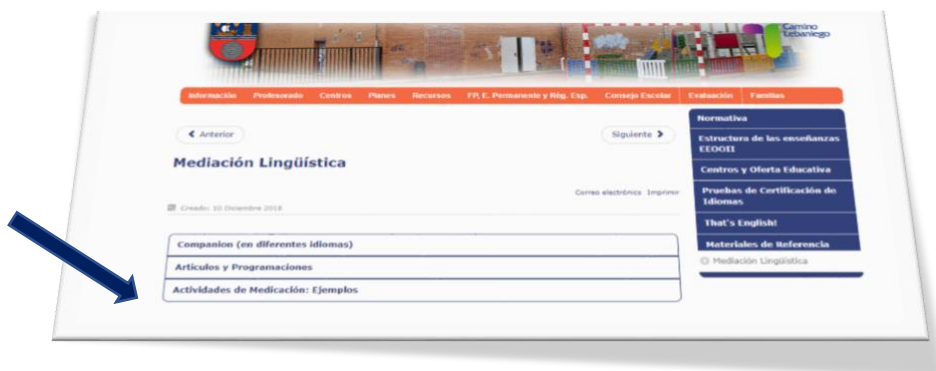 Camino
Lebaniego
Información Profesorado Centros Planes Recursos FP, E. Permanente y Rég. Esp. Consejo Escolar Evaluación Familias
Anterior
Siguiente
Mediación Lingüística
Correo electrónico Imprimir
Creado: 10 Diciembre 2018
Companion (en diferentes idiomas)
Artículos y Programaciones
Actividades de Medicación: Ejemplos
Normativa
Estructura de las enseñanzas
EEOOII
Centros y Oferta Educativa
Pruebas de Certificación de
Idiomas
That's English!
Materiales de Referencia
Mediación Lingüística